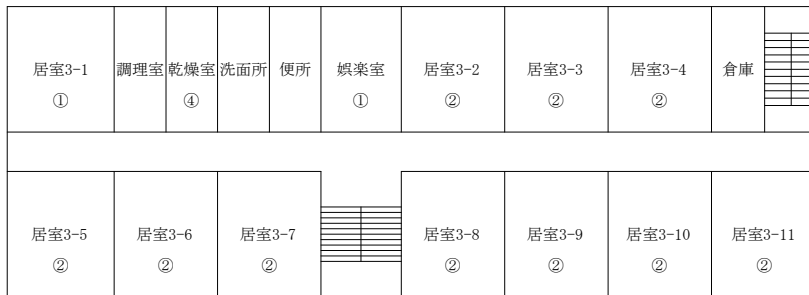 居室3-1 調理室 乾燥室 洗面所 便所 娯楽室 居室3-2 居室3-3 居室3-4 倉庫
① ④ ① ② ② ②
居室3-5 居室3-6 居室3-7 居室3-8 居室3-9 居室3-10 居室3-11
② ② ② ② ② ② ②